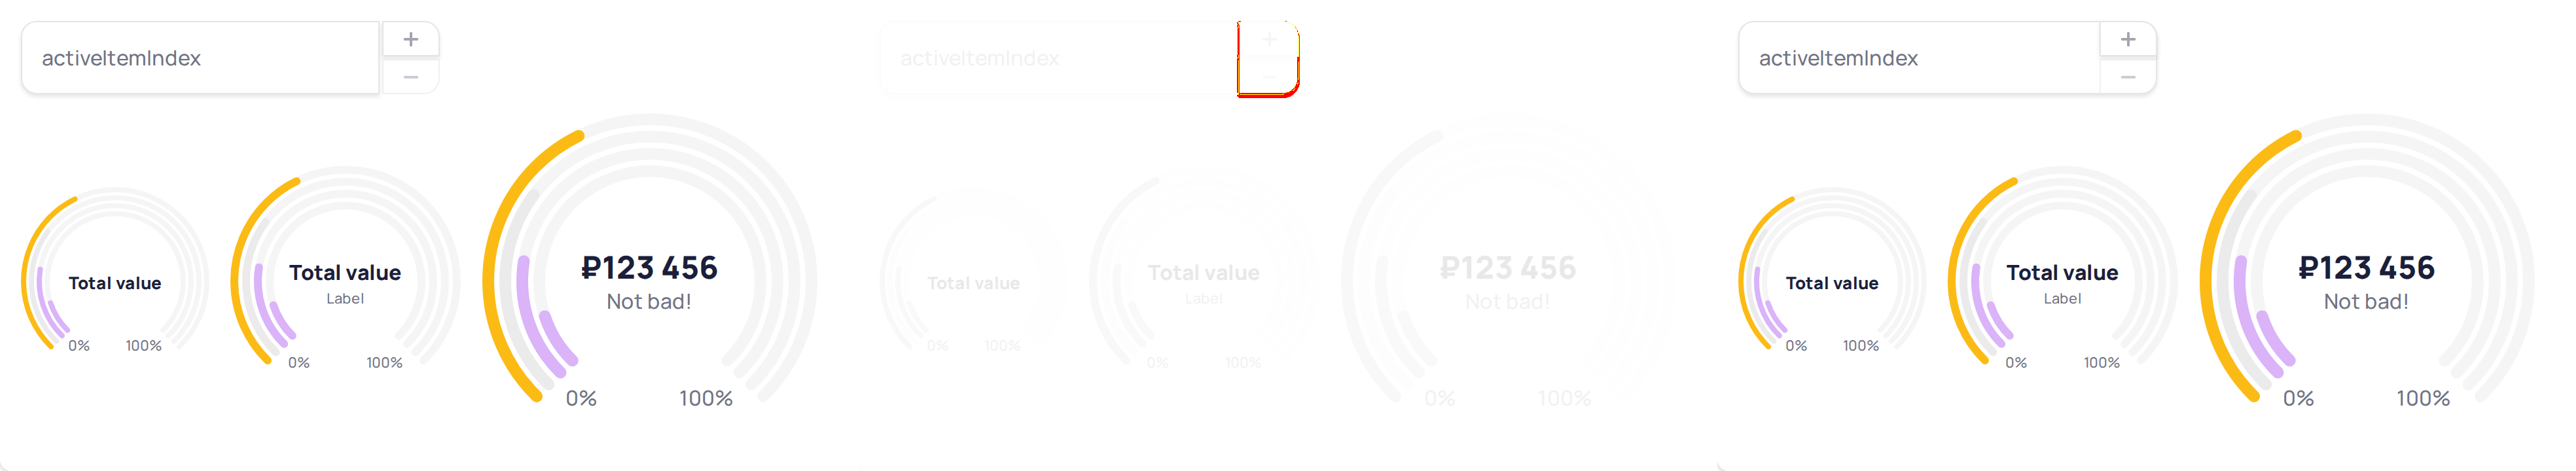 activeItemIndex
+
−
Total value
0% 100%
Total value
Label
0% 100%
₽123 456
Not bad!
0% 100%
activeItemIndex
+
−
Total value
0% 100%
Total value
Label
0% 100%
₽123 456
Not bad!
0% 100%
activeItemIndex
+
−
Total value
0% 100%
Total value
Label
0% 100%
₽123 456
Not bad!
0% 100%